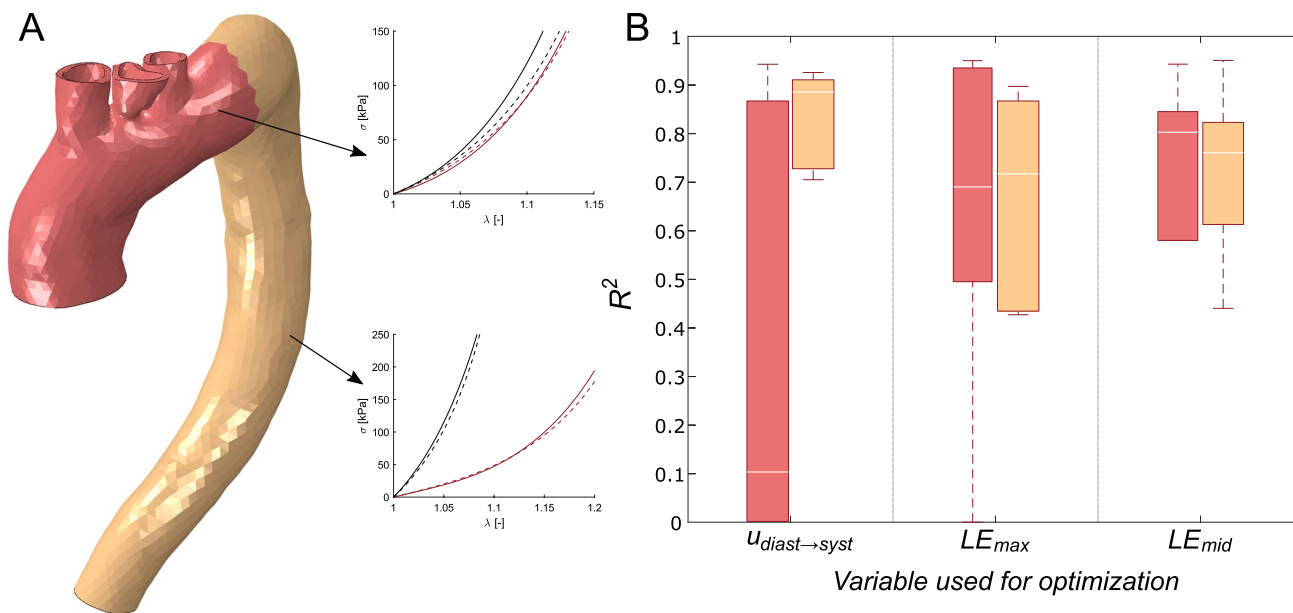 A
150
100
50
0
σ [kPa]
1
1.05
1.1
1.15
λ [-]
250
200
150
100
50
0
σ [kPa]
1
1.05
1.1
1.15
1.2
λ [-]
B
1
0.9
0.8
0.7
0.6
0.5
0.4
0.3
0.2
0.1
0
R²
u_diast→syst
LE_max
LE_mid
Variable used for optimization